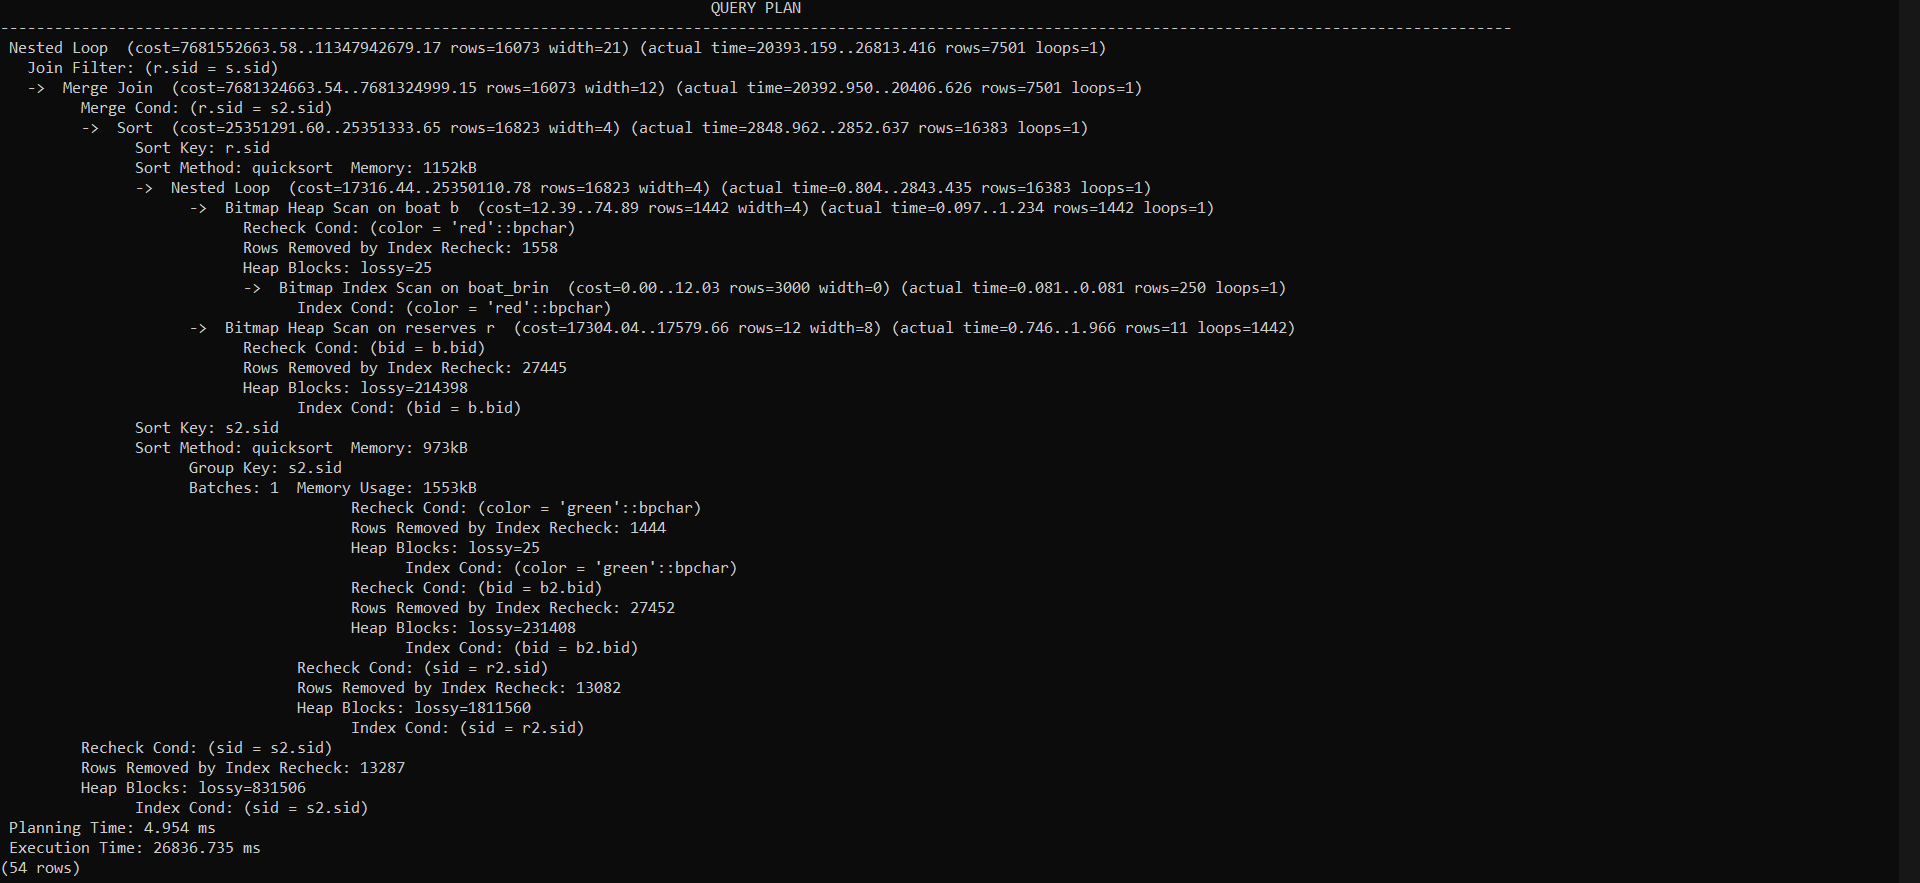 QUERY PLAN
-----------------------------------------------------------------------------------------------------------------------------------------------------------------------
Nested Loop  (cost=7681552663.58..11347942679.17 rows=16073 width=21) (actual time=20393.159..26813.416 rows=7501 loops=1)
Join Filter: (r.sid = s.sid)
->  Merge Join  (cost=7681324663.54..7681324999.15 rows=16073 width=12) (actual time=20392.950..20406.626 rows=7501 loops=1)
Merge Cond: (r.sid = s2.sid)
->  Sort  (cost=25351291.60..25351333.65 rows=16823 width=4) (actual time=2848.962..2852.637 rows=16383 loops=1)
Sort Key: r.sid
Sort Method: quicksort  Memory: 1152kB
->  Nested Loop  (cost=17316.44..25350110.78 rows=16823 width=4) (actual time=0.804..2843.435 rows=16383 loops=1)
->  Bitmap Heap Scan on boat b  (cost=12.39..74.89 rows=1442 width=4) (actual time=0.097..1.234 rows=1442 loops=1)
Recheck Cond: (color = 'red'::bpchar)
Rows Removed by Index Recheck: 1558
Heap Blocks: lossy=25
->  Bitmap Index Scan on boat_brin  (cost=0.00..12.03 rows=3000 width=0) (actual time=0.081..0.081 rows=250 loops=1)
Index Cond: (color = 'red'::bpchar)
->  Bitmap Heap Scan on reserves r  (cost=17304.04..17579.66 rows=12 width=8) (actual time=0.746..1.966 rows=11 loops=1442)
Recheck Cond: (bid = b.bid)
Rows Removed by Index Recheck: 27445
Heap Blocks: lossy=214398
Index Cond: (bid = b.bid)
Sort Key: s2.sid
Sort Method: quicksort  Memory: 973kB
Group Key: s2.sid
Batches: 1  Memory Usage: 1553kB
Recheck Cond: (color = 'green'::bpchar)
Rows Removed by Index Recheck: 1444
Heap Blocks: lossy=25
Index Cond: (color = 'green'::bpchar)
Recheck Cond: (bid = b2.bid)
Rows Removed by Index Recheck: 27452
Heap Blocks: lossy=231408
Index Cond: (bid = b2.bid)
Recheck Cond: (sid = r2.sid)
Rows Removed by Index Recheck: 13082
Heap Blocks: lossy=1811560
Index Cond: (sid = r2.sid)
Recheck Cond: (sid = s2.sid)
Rows Removed by Index Recheck: 13287
Heap Blocks: lossy=831506
Index Cond: (sid = s2.sid)
Planning Time: 4.954 ms
Execution Time: 26836.735 ms
(54 rows)